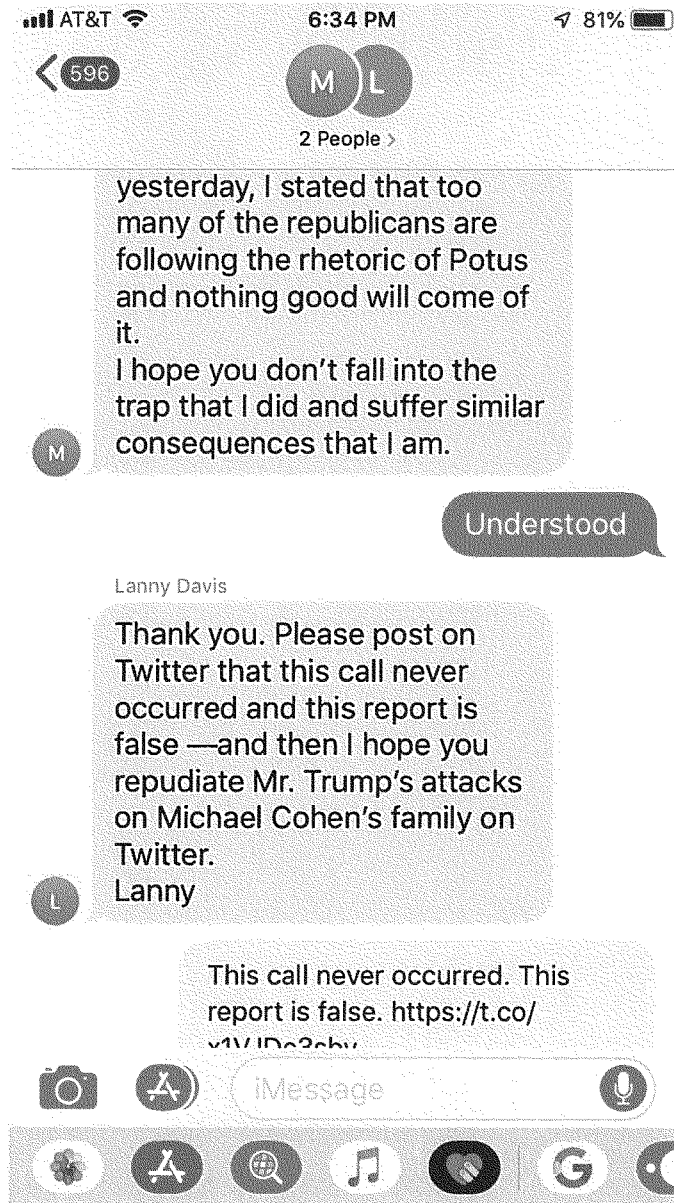 AT&T 6:34 PM 81%
596
M L
2 People >
yesterday, I stated that too
many of the republicans are
following the rhetoric of Potus
and nothing good will come of
it.
I hope you don't fall into the
trap that I did and suffer similar
consequences that I am.
M
Understood
Lanny Davis
Thank you. Please post on
Twitter that this call never
occurred and this report is
false —and then I hope you
repudiate Mr. Trump's attacks
on Michael Cohen's family on
Twitter.
Lanny
L
This call never occurred. This
report is false. https://t.co/
iMessage
G